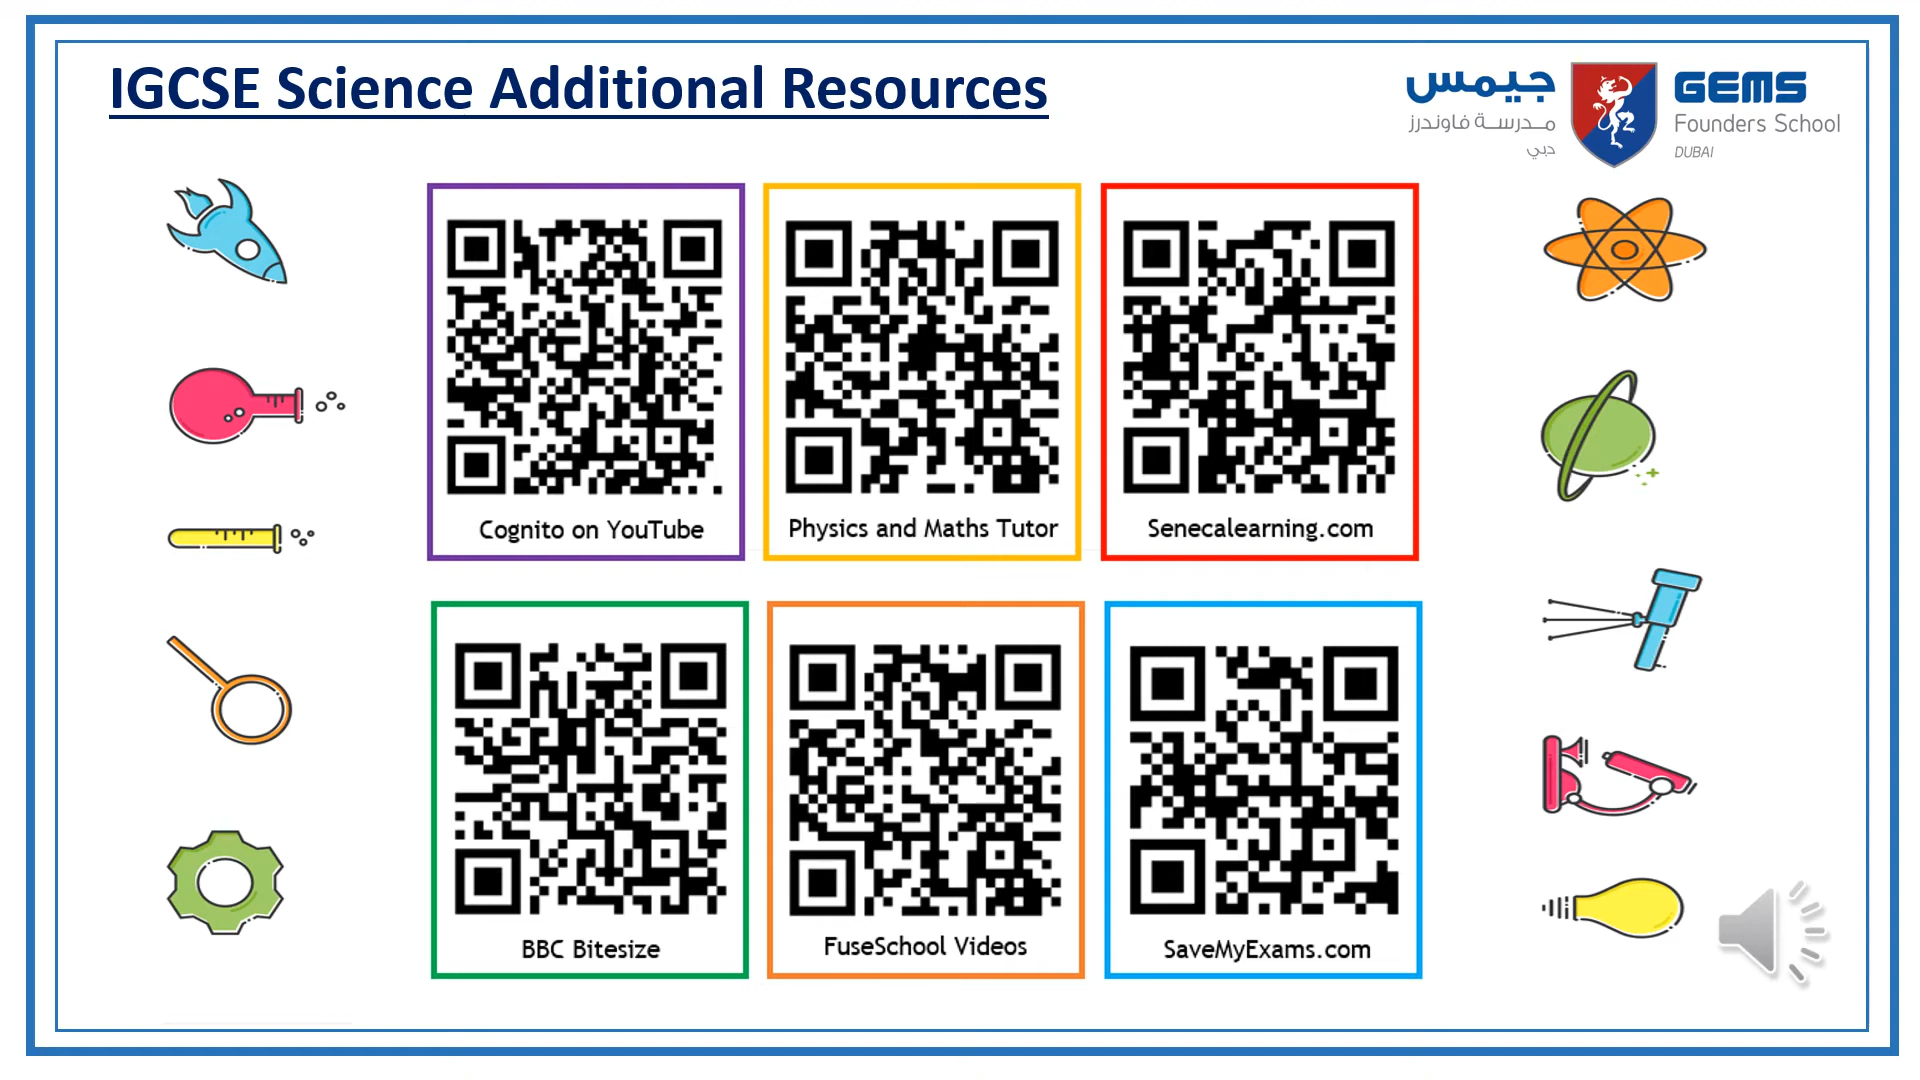 IGCSE Science Additional Resources
جيمس
مدرسة فاوندرز
دبي
GEMS
Founders School
DUBAI
Cognito on YouTube
Physics and Maths Tutor
Senecalearning.com
BBC Bitesize
FuseSchool Videos
SaveMyExams.com